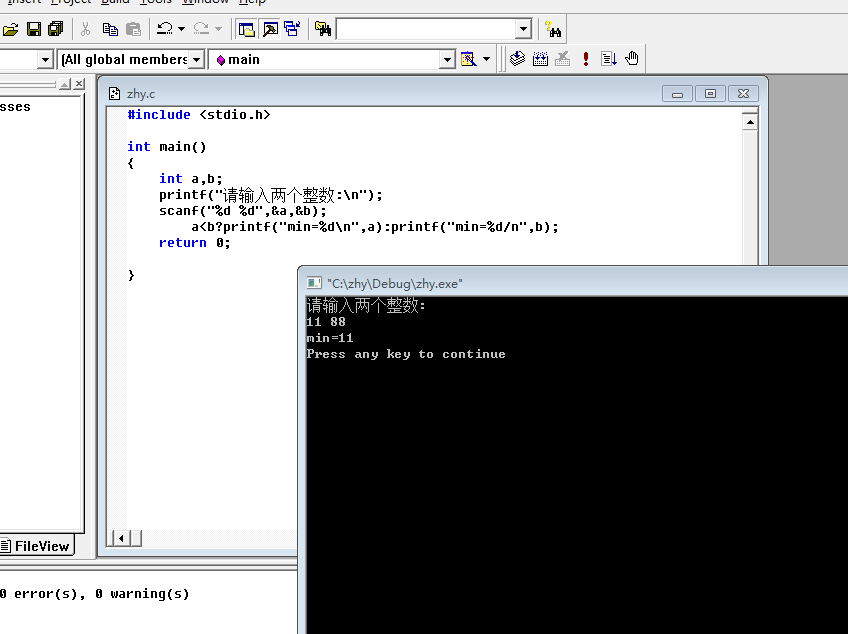 Insert Project Build Tools Window Help
(All global members main
sses
zhy.c
#include <stdio.h>
int main()
{
int a,b;
printf("请输入两个整数:\n");
scanf("%d %d",&a,&b);
a<b?printf("min=%d\n",a):printf("min=%d/n",b);
return 0;
}
"C:\zhy\Debug\zhy.exe"
请输入两个整数:
11 88
min=11
Press any key to continue
FileView
0 error(s), 0 warning(s)